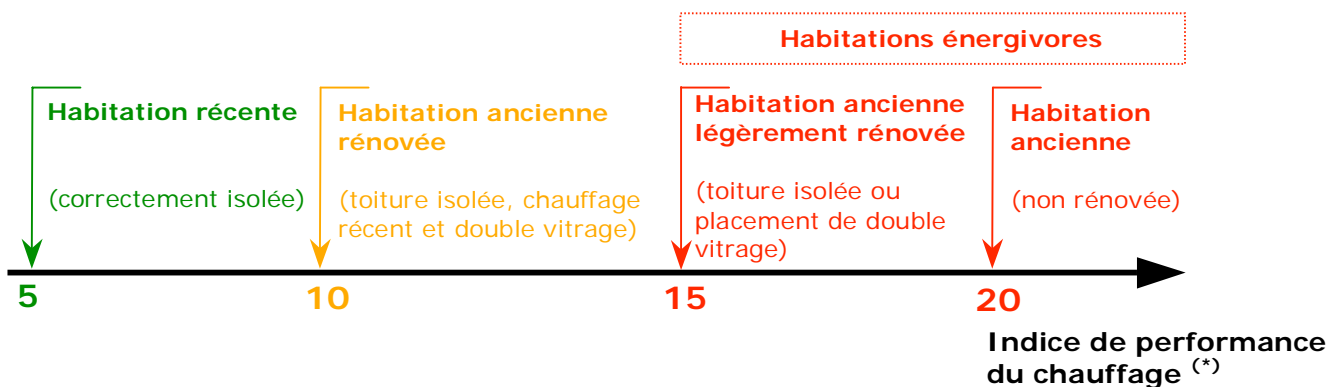 Habitations énergivores
Habitation récente
(correctement isolée)
Habitation ancienne
rénovée
(toiture isolée, chauffage
récent et double vitrage)
Habitation ancienne
légèrement rénovée
(toiture isolée ou
placement de double
vitrage)
Habitation
ancienne
(non rénovée)
5
10
15
20
Indice de performance
du chauffage (*)